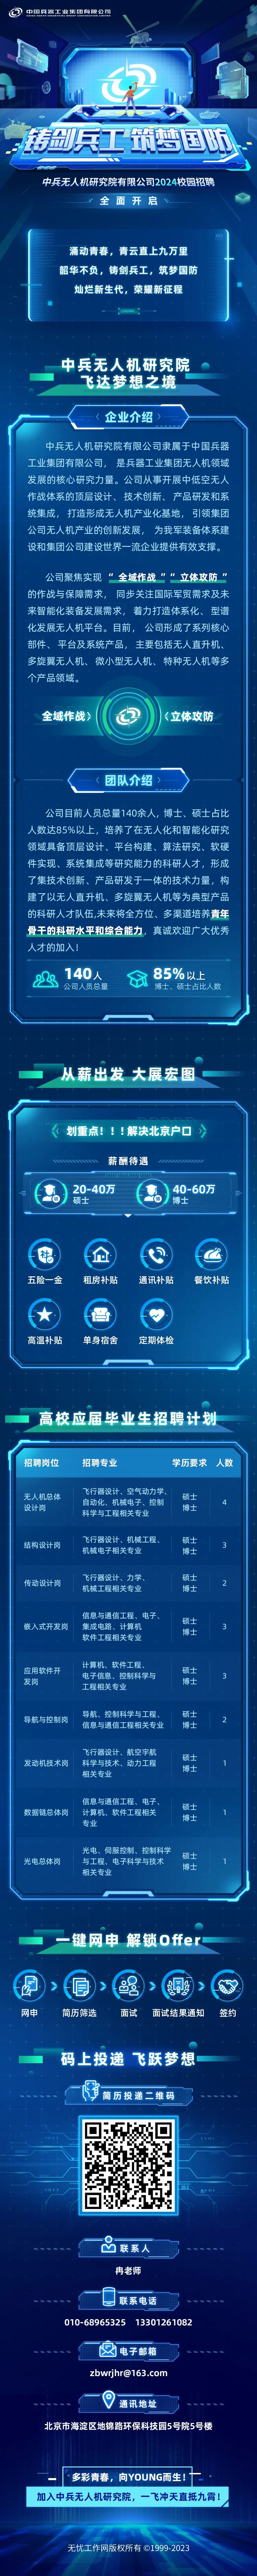 中国兵器工业集团有限公司
铸剑兵工 筑梦国防
中兵无人机研究院有限公司2024校园招聘
全面开启
涌动青春，青云直上九万里
韶华不负，铸剑兵工，筑梦国防
灿烂新生代，荣耀新征程
中兵无人机研究院
飞达梦想之境
企业介绍
中兵无人机研究院有限公司隶属于中国兵器
工业集团有限公司， 是兵器工业集团无人机领域
发展的核心研究力量。公司从事开展中低空无人
作战体系的顶层设计、 技术创新、 产品研发和系
统集成， 打造形成无人机产业化基地， 引领集团
公司无人机产业的创新发展， 为我军装备体系建
设和集团公司建设世界一流企业提供有效支撑。
公司聚焦实现 “ 全域作战 ”“ 立体攻防 ”
的作战与保障需求， 同步关注国际军贸需求及未
来智能化装备发展需求， 着力打造体系化、 型谱
化发展无人机平台。目前， 公司形成了系列核心
部件、 平台及系统产品， 主要包括无人直升机、
多旋翼无人机、 微小型无人机、 特种无人机等多
个产品领域。
全域作战
立体攻防
团队介绍
公司目前人员总量140余人, 博士、硕士占比
人数达85%以上，培养了在无人化和智能化研究
领域具备顶层设计、平台构建、算法研究、软硬
件实现、系统集成等研究能力的科研人才，形成
了集技术创新、产品研发于一体的技术力量，构
建了以无人直升机、多旋翼无人机等为典型产品
的科研人才队伍,未来将全方位、多渠道培养青年
骨干的科研水平和综合能力，真诚欢迎广大优秀
人才的加入！
140人
公司人员总量
85%以上
博士、硕士占比人数
从薪出发 大展宏图
划重点！！！解决北京户口
薪酬待遇
20-40万
硕士
40-60万
博士
五险一金
租房补贴
通讯补贴
餐饮补贴
高温补贴
单身宿舍
定期体检
高校应届毕业生招聘计划
招聘岗位 招聘专业 学历要求 人数
无人机总体
设计岗
飞行器设计、空气动力学、
自动化、机械电子、控制
科学与工程相关专业
硕士
博士
4
结构设计岗
飞行器设计、机械工程、
机械电子相关专业
硕士
博士
3
传动设计岗
飞行器设计、力学、
机械工程相关专业
硕士
博士
2
嵌入式开发岗
信息与通信工程、电子、
集成电路、计算机
软件工程相关专业
硕士
博士
3
应用软件开
发岗
计算机、软件工程、
电子信息、控制科学与
工程相关专业
硕士
博士
3
导航与控制岗
导航、控制科学与工程、
信息与通信工程相关专业
硕士
博士
2
发动机技术岗
飞行器设计、航空宇航
科学与技术、动力工程
相关专业
硕士
博士
1
数据链总体岗
信息与通信工程、电子、
计算机、软件工程相关
专业
硕士
博士
1
光电总体岗
光电、伺服控制、控制科学
与工程、电子科学与技术
相关专业
硕士
博士
1
一键网申 解锁Offer
网申
简历筛选
面试
面试结果通知
签约
码上投递 飞跃梦想
简历投递二维码
联系人
冉老师
联系电话
010-68965325 13301261082
电子邮箱
zbwrjhr@163.com
通讯地址
北京市海淀区地锦路环保科技园5号院5号楼
多彩青春，向YOUNG而生！
加入中兵无人机研究院，一飞冲天直抵九霄！
无忧工作网版权所有 ©1999-2023